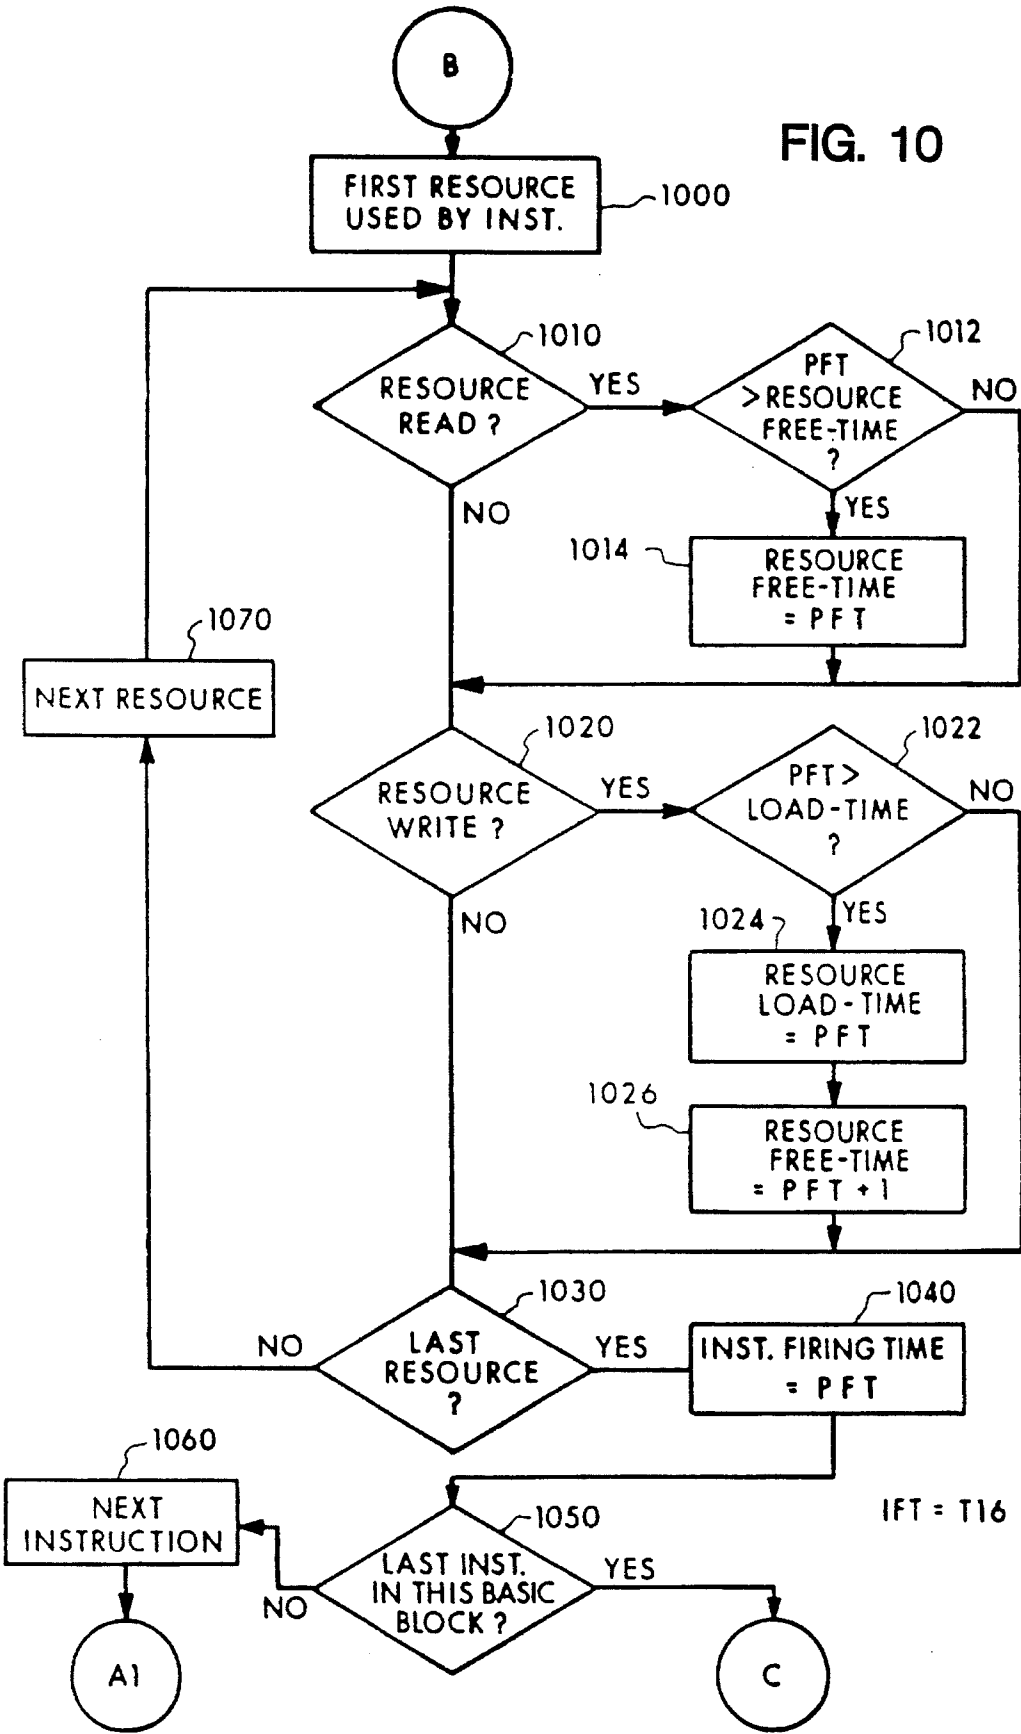 B
FIG. 10
FIRST RESOURCE
USED BY INST.
1000
1010
RESOURCE
READ ?
YES
NO
1012
PFT
> RESOURCE
FREE-TIME
?
NO
YES
1014
RESOURCE
FREE-TIME
= PFT
1070
NEXT RESOURCE
1020
RESOURCE
WRITE ?
YES
NO
1022
PFT >
LOAD-TIME
?
NO
YES
1024
RESOURCE
LOAD-TIME
= PFT
1026
RESOURCE
FREE-TIME
= PFT + 1
1030
LAST
RESOURCE
?
NO
YES
1040
INST. FIRING TIME
= PFT
1060
NEXT
INSTRUCTION
1050
LAST INST.
IN THIS BASIC
BLOCK ?
NO
YES
IFT = T16
A1
C